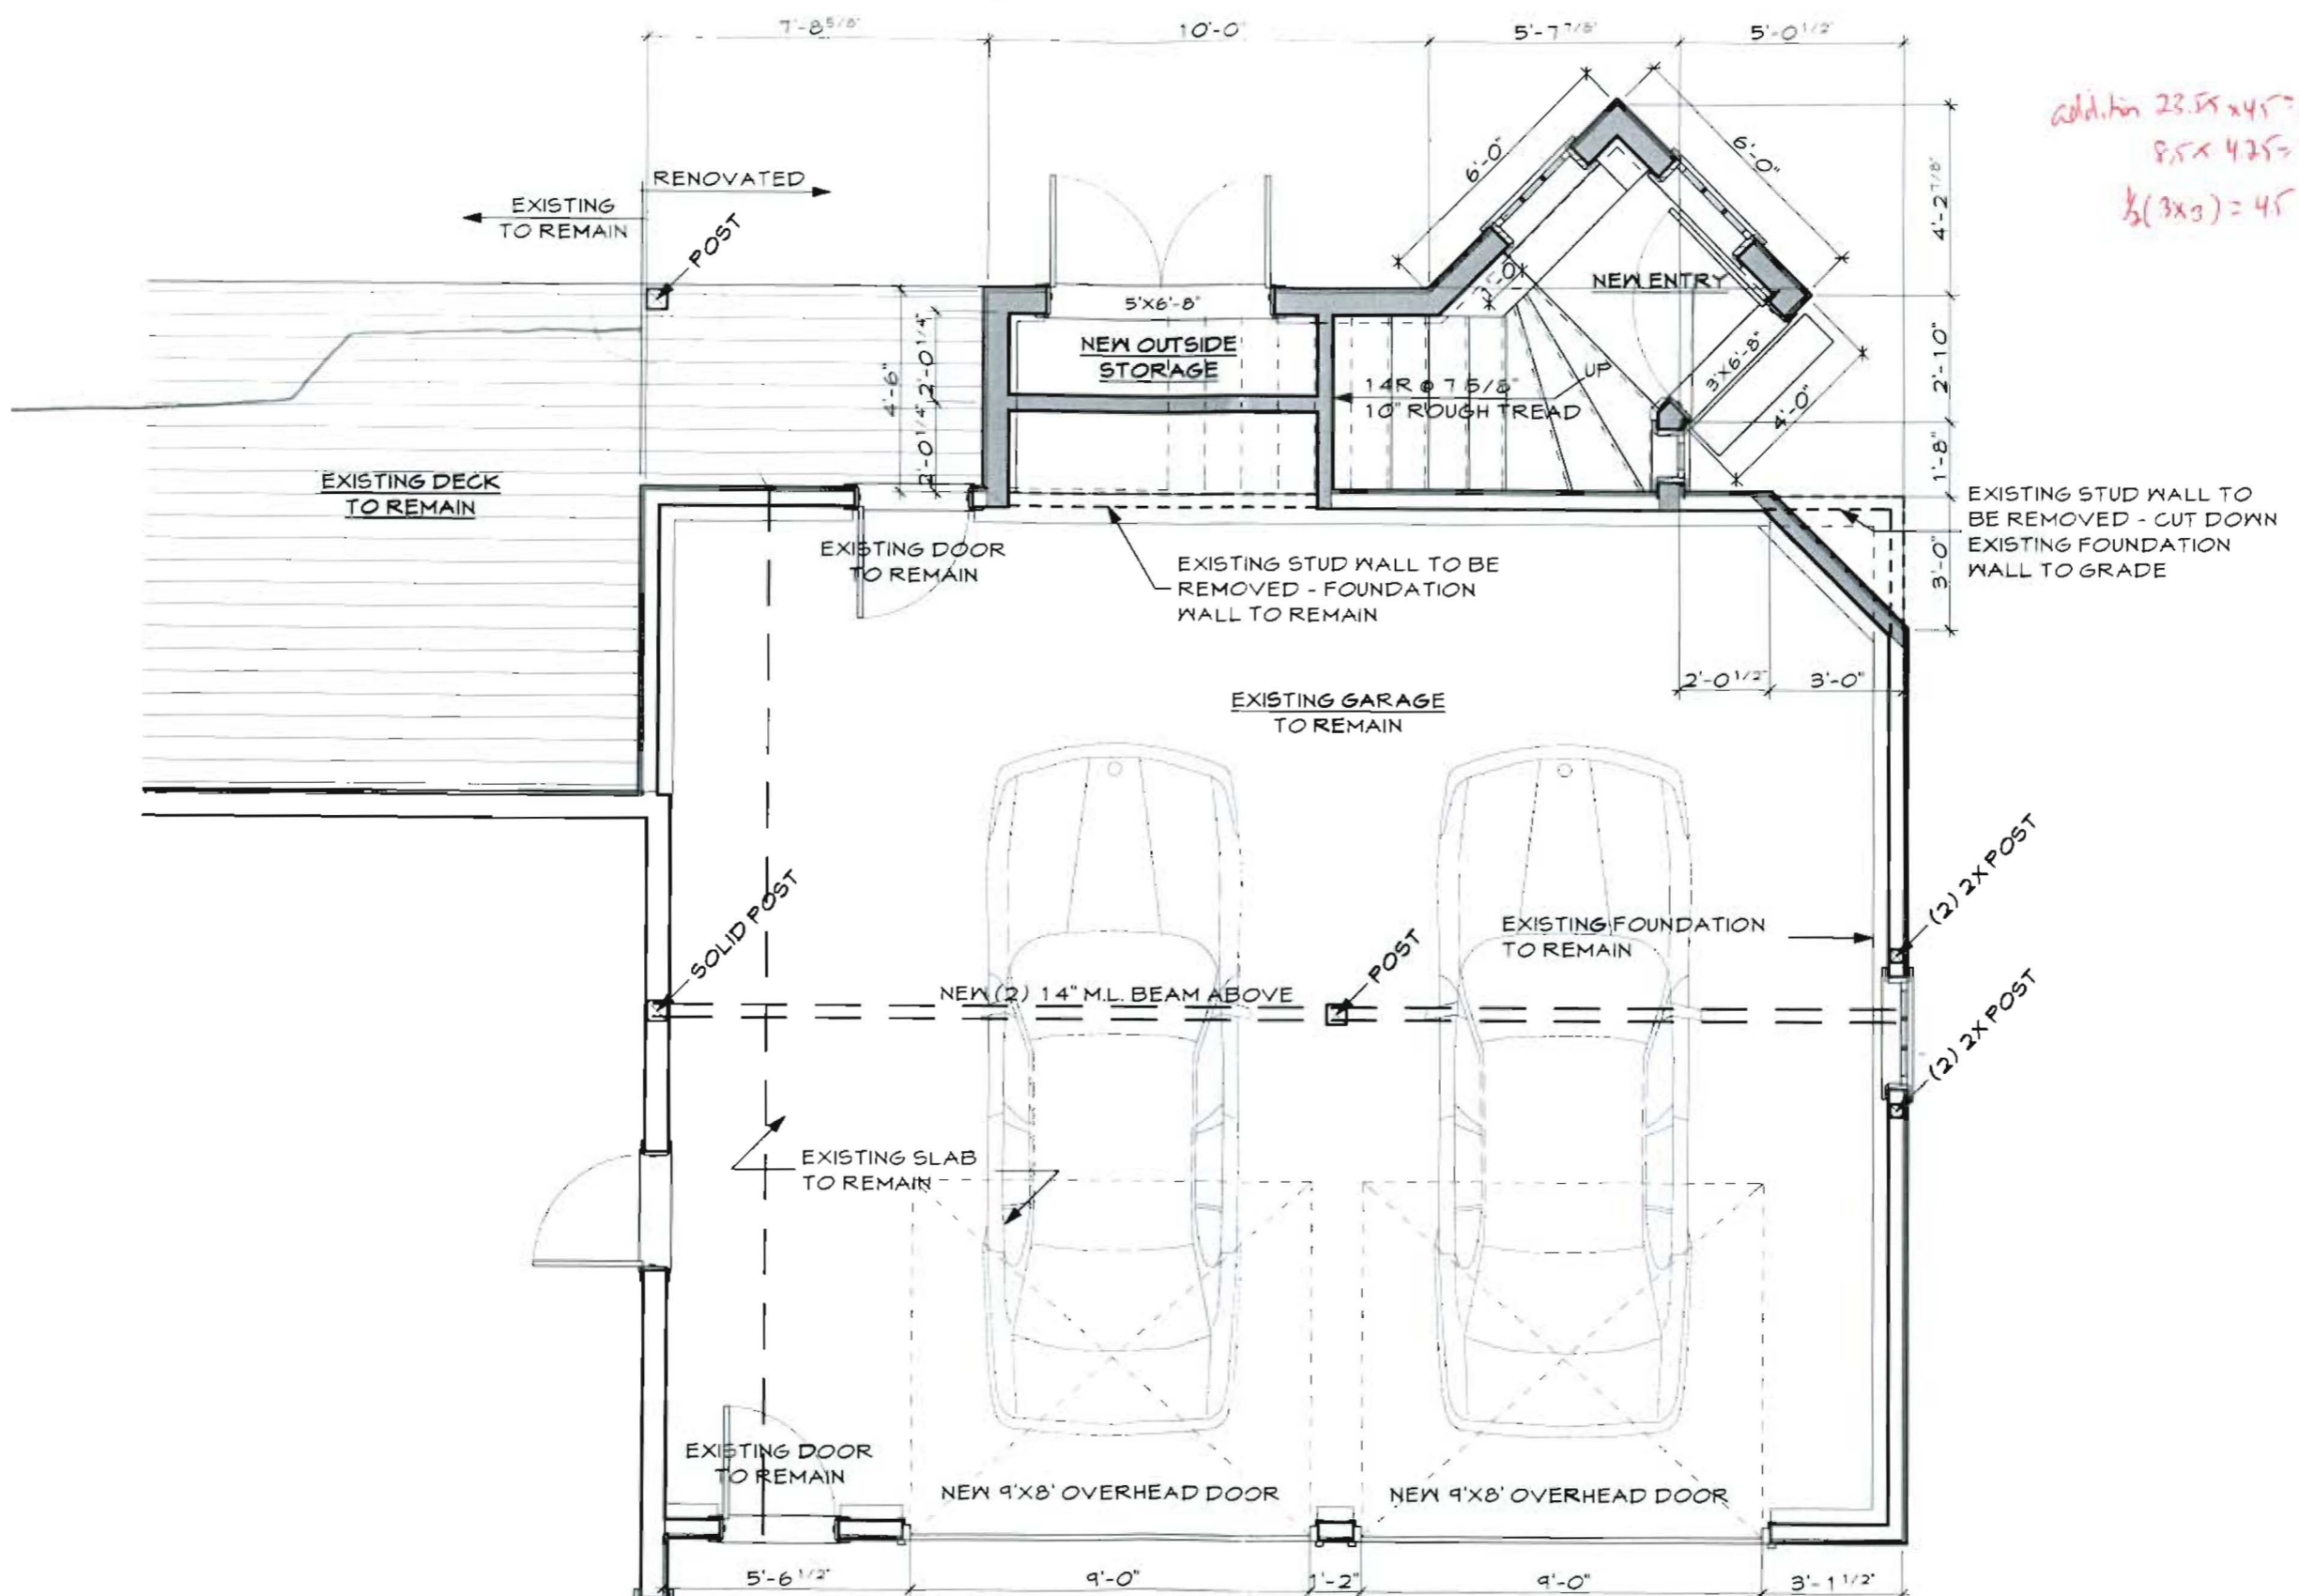 7'-8 5/8"
10'-0"
5'-7 7/8"
5'-0 1/2"
8.5 x 4.25=
1/2(3x3) = 4.5
6'-0"
6'-0"
4'-2 7/8"
RENOVATED
EXISTING
TO REMAIN
POST
NEW ENTRY
5'X6'-8"
NEW OUTSIDE
STORAGE
4'-6"
2'-0 1/4"
2'-0 1/4"
UP
14R @ 7 5/8"
10" ROUGH TREAD
3'X6'-8"
4'-0"
2'-10"
1'-8"
3'-0"
EXISTING DECK
TO REMAIN
EXISTING DOOR
TO REMAIN
EXISTING STUD WALL TO BE
REMOVED - FOUNDATION
WALL TO REMAIN
EXISTING STUD WALL TO
BE REMOVED - CUT DOWN
EXISTING FOUNDATION
WALL TO GRADE
2'-0 1/2"
3'-0"
EXISTING GARAGE
TO REMAIN
SOLID POST
POST
EXISTING FOUNDATION
TO REMAIN
(2) 2X POST
NEW (2) 14" M.L. BEAM ABOVE
(2) 2X POST
EXISTING SLAB
TO REMAIN
EXISTING DOOR
TO REMAIN
NEW 9'X8' OVERHEAD DOOR
NEW 9'X8' OVERHEAD DOOR
5'-6 1/2"
9'-0"
1'-2"
9'-0"
3'-1 1/2"